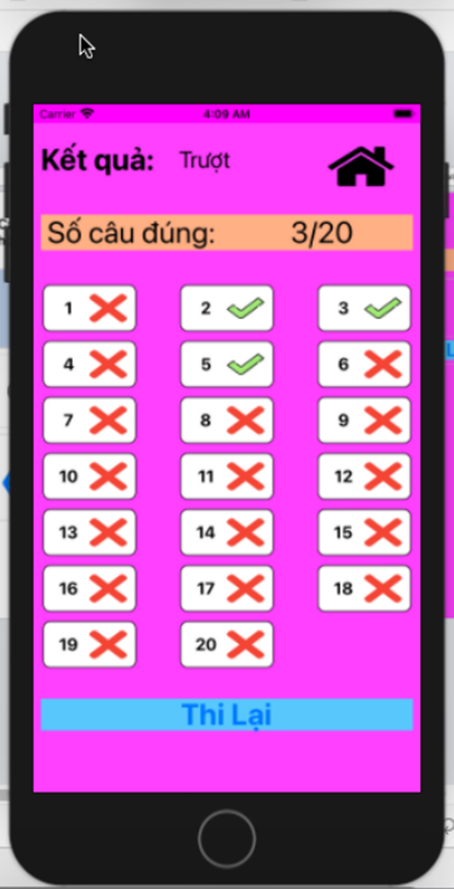 Carrier 4:09 AM
Kết quả: Trượt
Số câu đúng: 3/20
1 2 3
4 5 6
7 8 9
10 11 12
13 14 15
16 17 18
19 20
Thi Lại